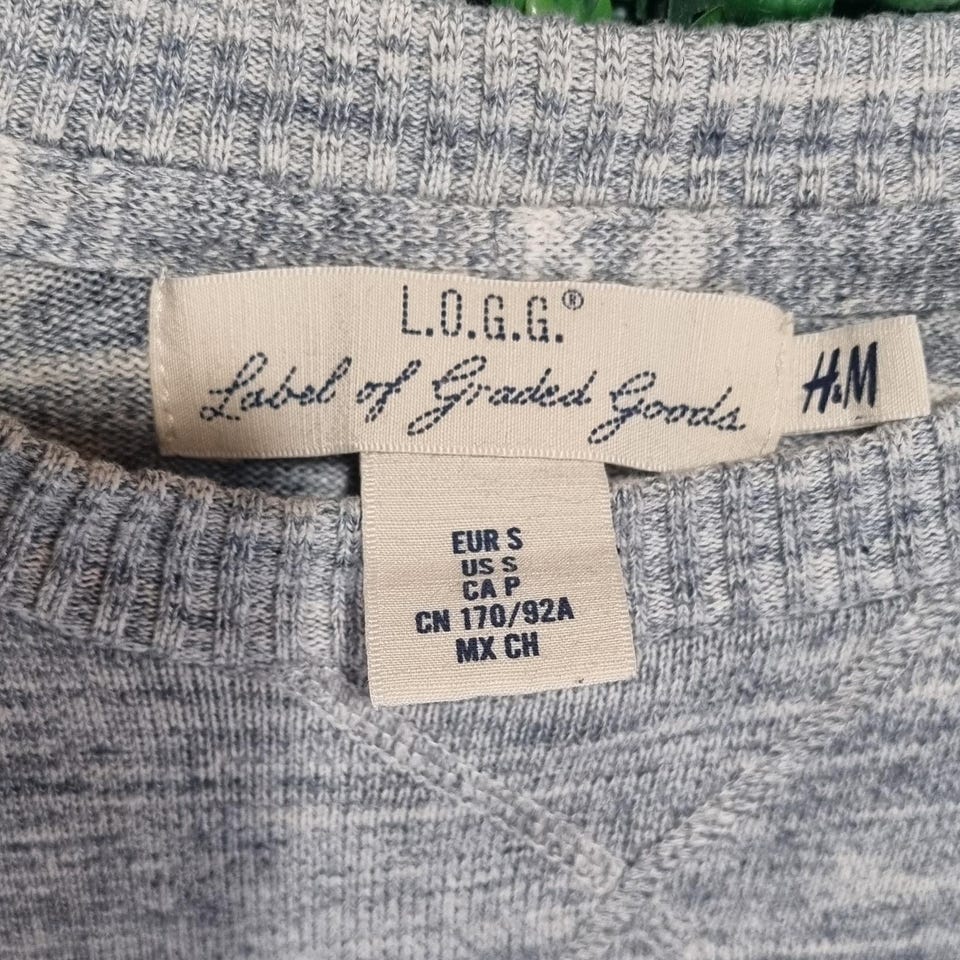 L.O.G.G.®
Label of Graded Goods
H&M
EUR S
US S
CA P
CN 170/92A
MX CH